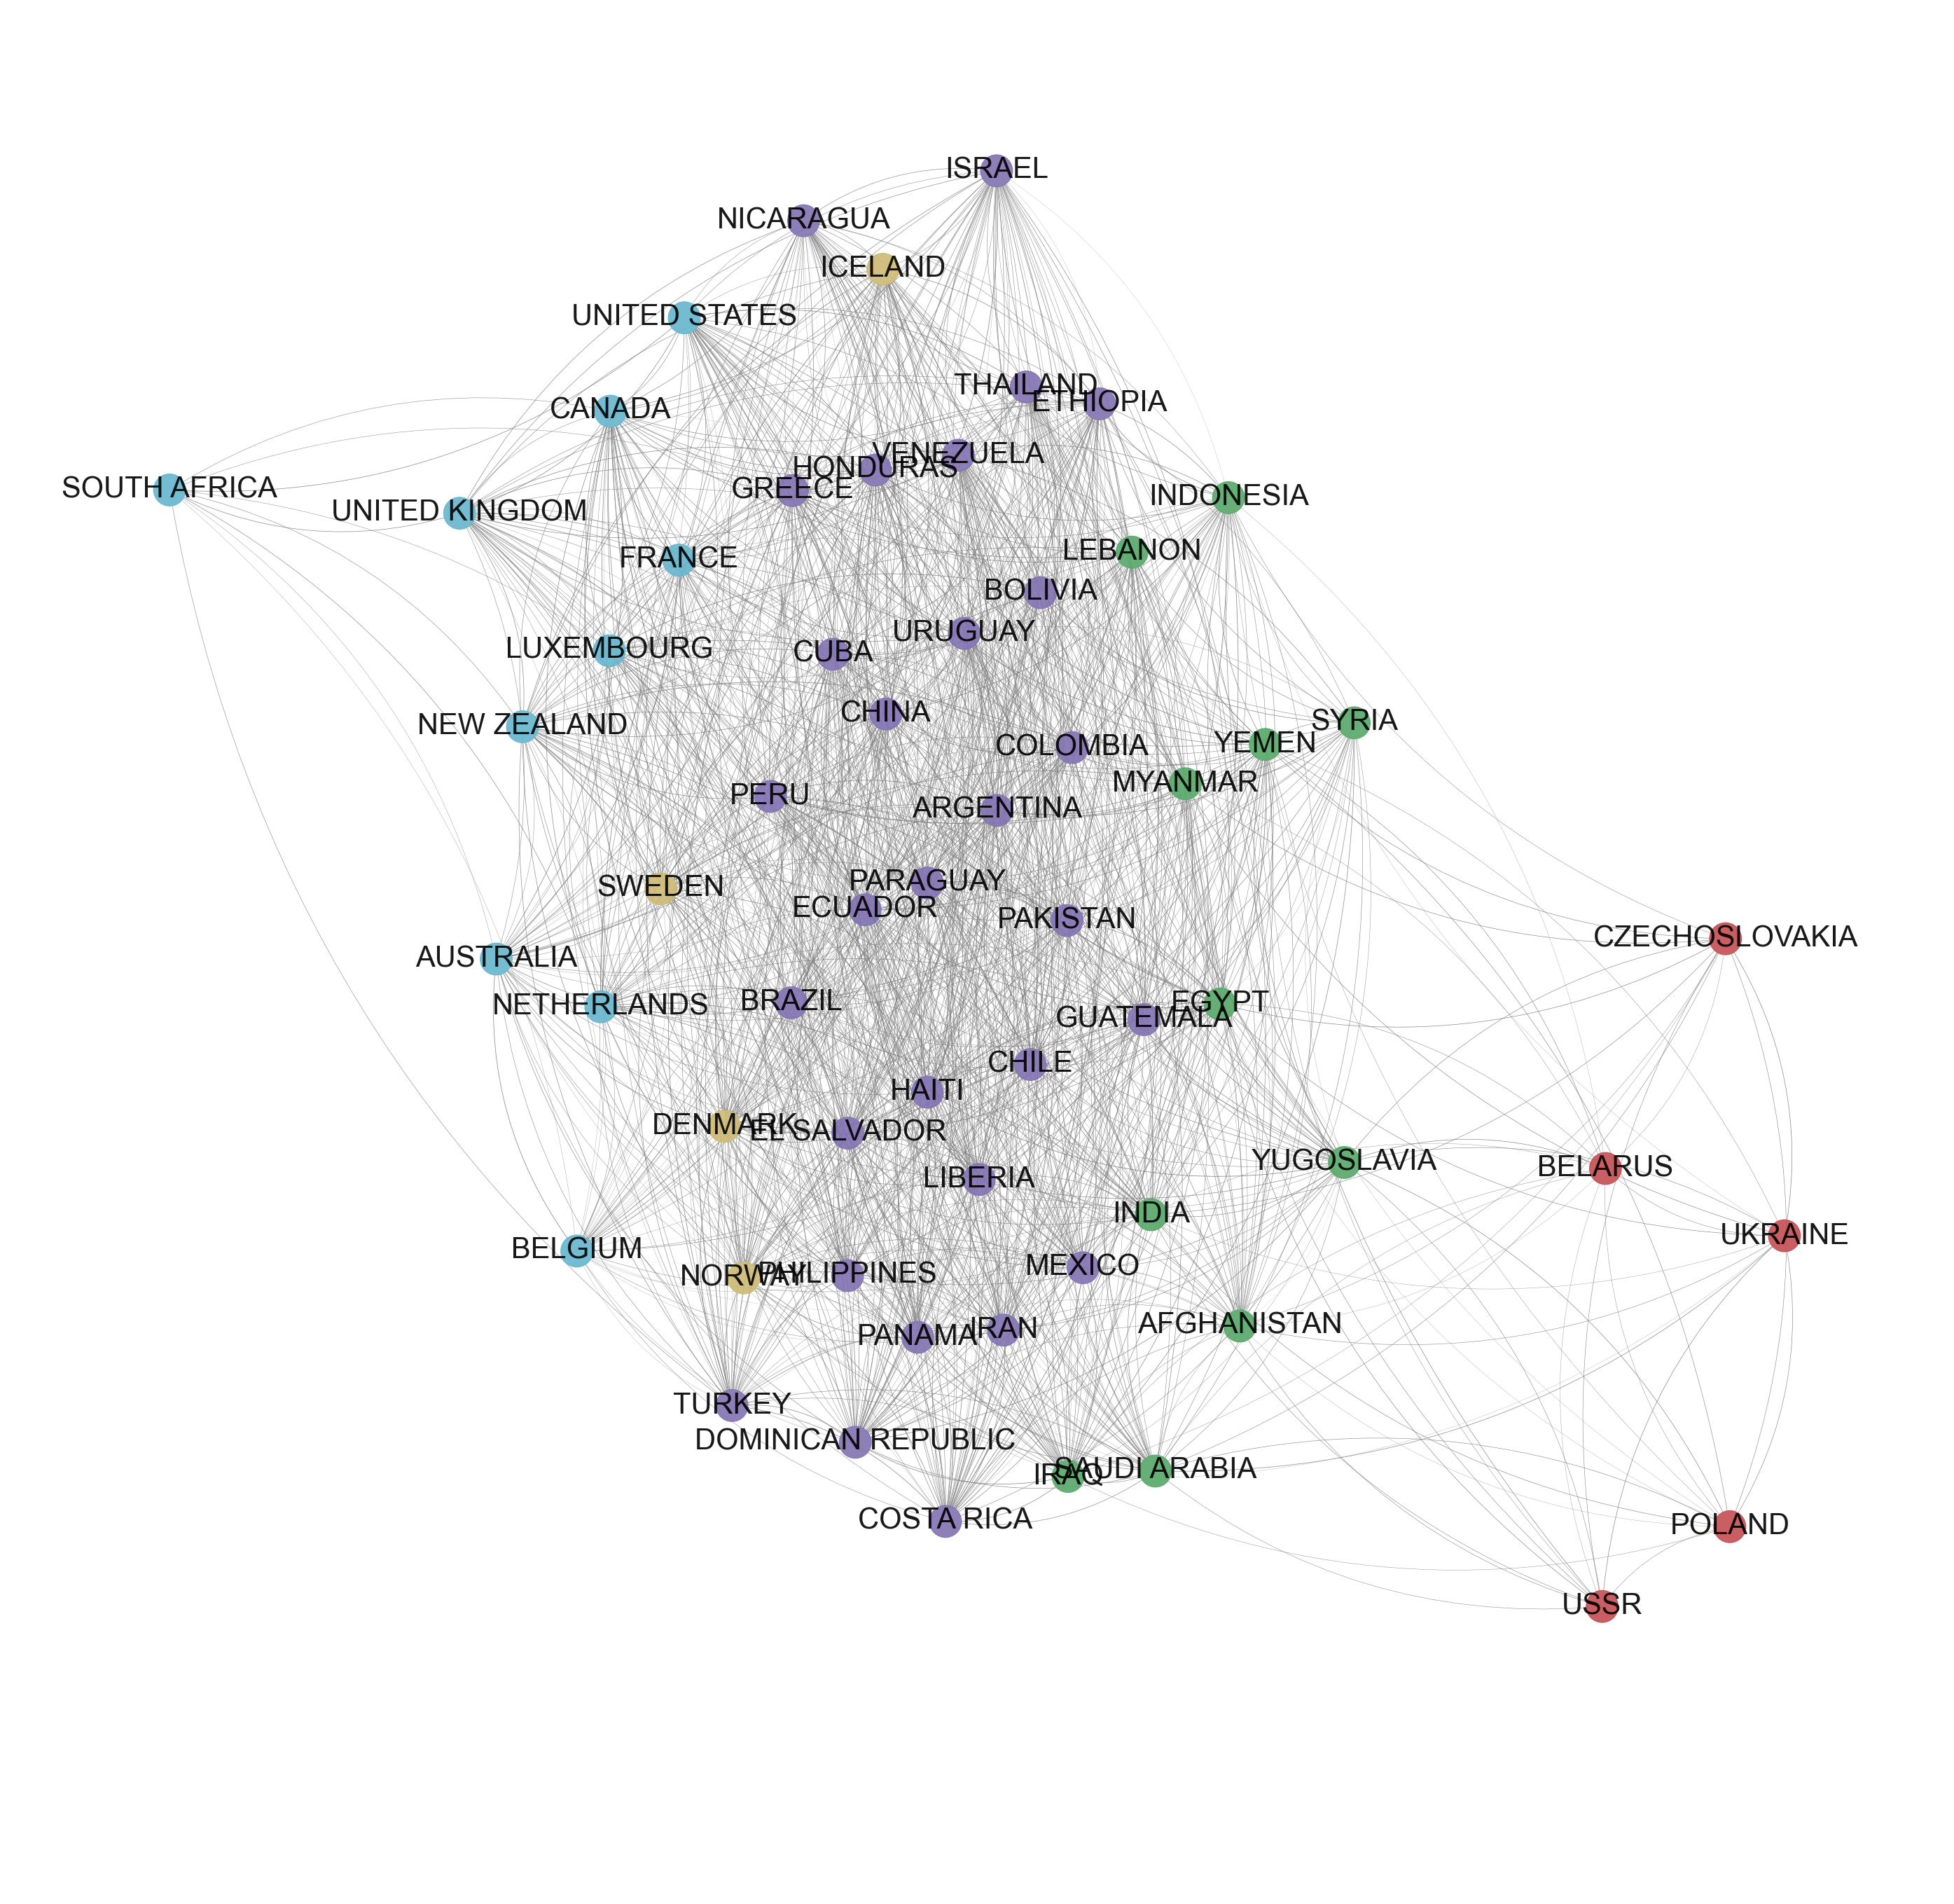 ISRAEL
NICARAGUA
ICELAND
UNITED STATES
THAILAND
ETHIOPIA
CANADA
VENEZUELA
HONDURAS
GREECE
SOUTH AFRICA
INDONESIA
UNITED KINGDOM
LEBANON
FRANCE
BOLIVIA
URUGUAY
LUXEMBOURG
CUBA
CHINA
SYRIA
NEW ZEALAND
YEMEN
COLOMBIA
MYANMAR
PERU
ARGENTINA
PARAGUAY
SWEDEN
ECUADOR
PAKISTAN
CZECHOSLOVAKIA
AUSTRALIA
BRAZIL
EGYPT
NETHERLANDS
GUATEMALA
CHILE
HAITI
DENMARK
EL SALVADOR
YUGOSLAVIA
BELARUS
LIBERIA
INDIA
UKRAINE
BELGIUM
MEXICO
PHILIPPINES
NORWAY
AFGHANISTAN
IRAN
PANAMA
TURKEY
DOMINICAN REPUBLIC
SAUDI ARABIA
IRAQ
COSTA RICA
POLAND
USSR